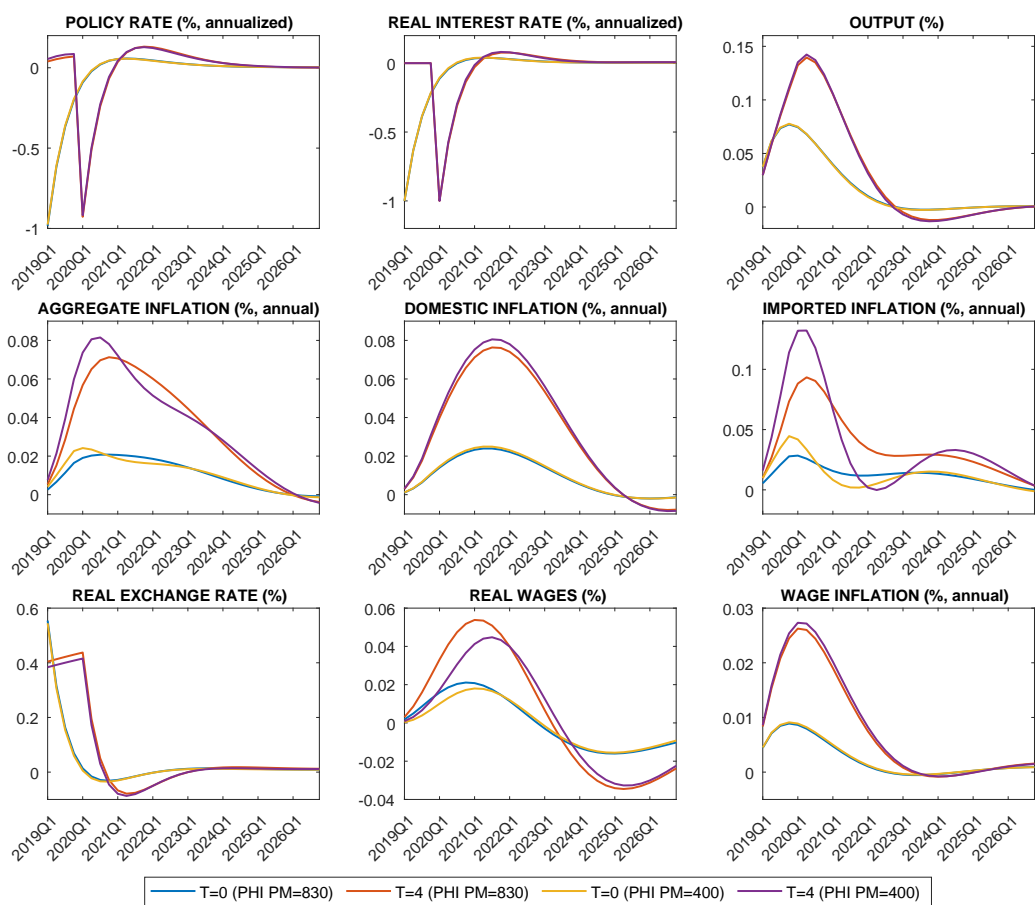 POLICY RATE (%, annualized)
0
-0.5
-1
2019Q1
2020Q1
2021Q1
2022Q1
2023Q1
2024Q1
2025Q1
2026Q1
REAL INTEREST RATE (%, annualized)
0
-0.5
-1
2019Q1
2020Q1
2021Q1
2022Q1
2023Q1
2024Q1
2025Q1
2026Q1
OUTPUT (%)
0.15
0.1
0.05
0
2019Q1
2020Q1
2021Q1
2022Q1
2023Q1
2024Q1
2025Q1
2026Q1
AGGREGATE INFLATION (%, annual)
0.08
0.06
0.04
0.02
0
2019Q1
2020Q1
2021Q1
2022Q1
2023Q1
2024Q1
2025Q1
2026Q1
DOMESTIC INFLATION (%, annual)
0.08
0.06
0.04
0.02
0
2019Q1
2020Q1
2021Q1
2022Q1
2023Q1
2024Q1
2025Q1
2026Q1
IMPORTED INFLATION (%, annual)
0.1
0.05
0
2019Q1
2020Q1
2021Q1
2022Q1
2023Q1
2024Q1
2025Q1
2026Q1
REAL EXCHANGE RATE (%)
0.6
0.4
0.2
0
2019Q1
2020Q1
2021Q1
2022Q1
2023Q1
2024Q1
2025Q1
2026Q1
REAL WAGES (%)
0.06
0.04
0.02
0
-0.02
-0.04
2019Q1
2020Q1
2021Q1
2022Q1
2023Q1
2024Q1
2025Q1
2026Q1
WAGE INFLATION (%, annual)
0.03
0.02
0.01
0
2019Q1
2020Q1
2021Q1
2022Q1
2023Q1
2024Q1
2025Q1
2026Q1
T=0 (PHI PM=830) T=4 (PHI PM=830) T=0 (PHI PM=400) T=4 (PHI PM=400)